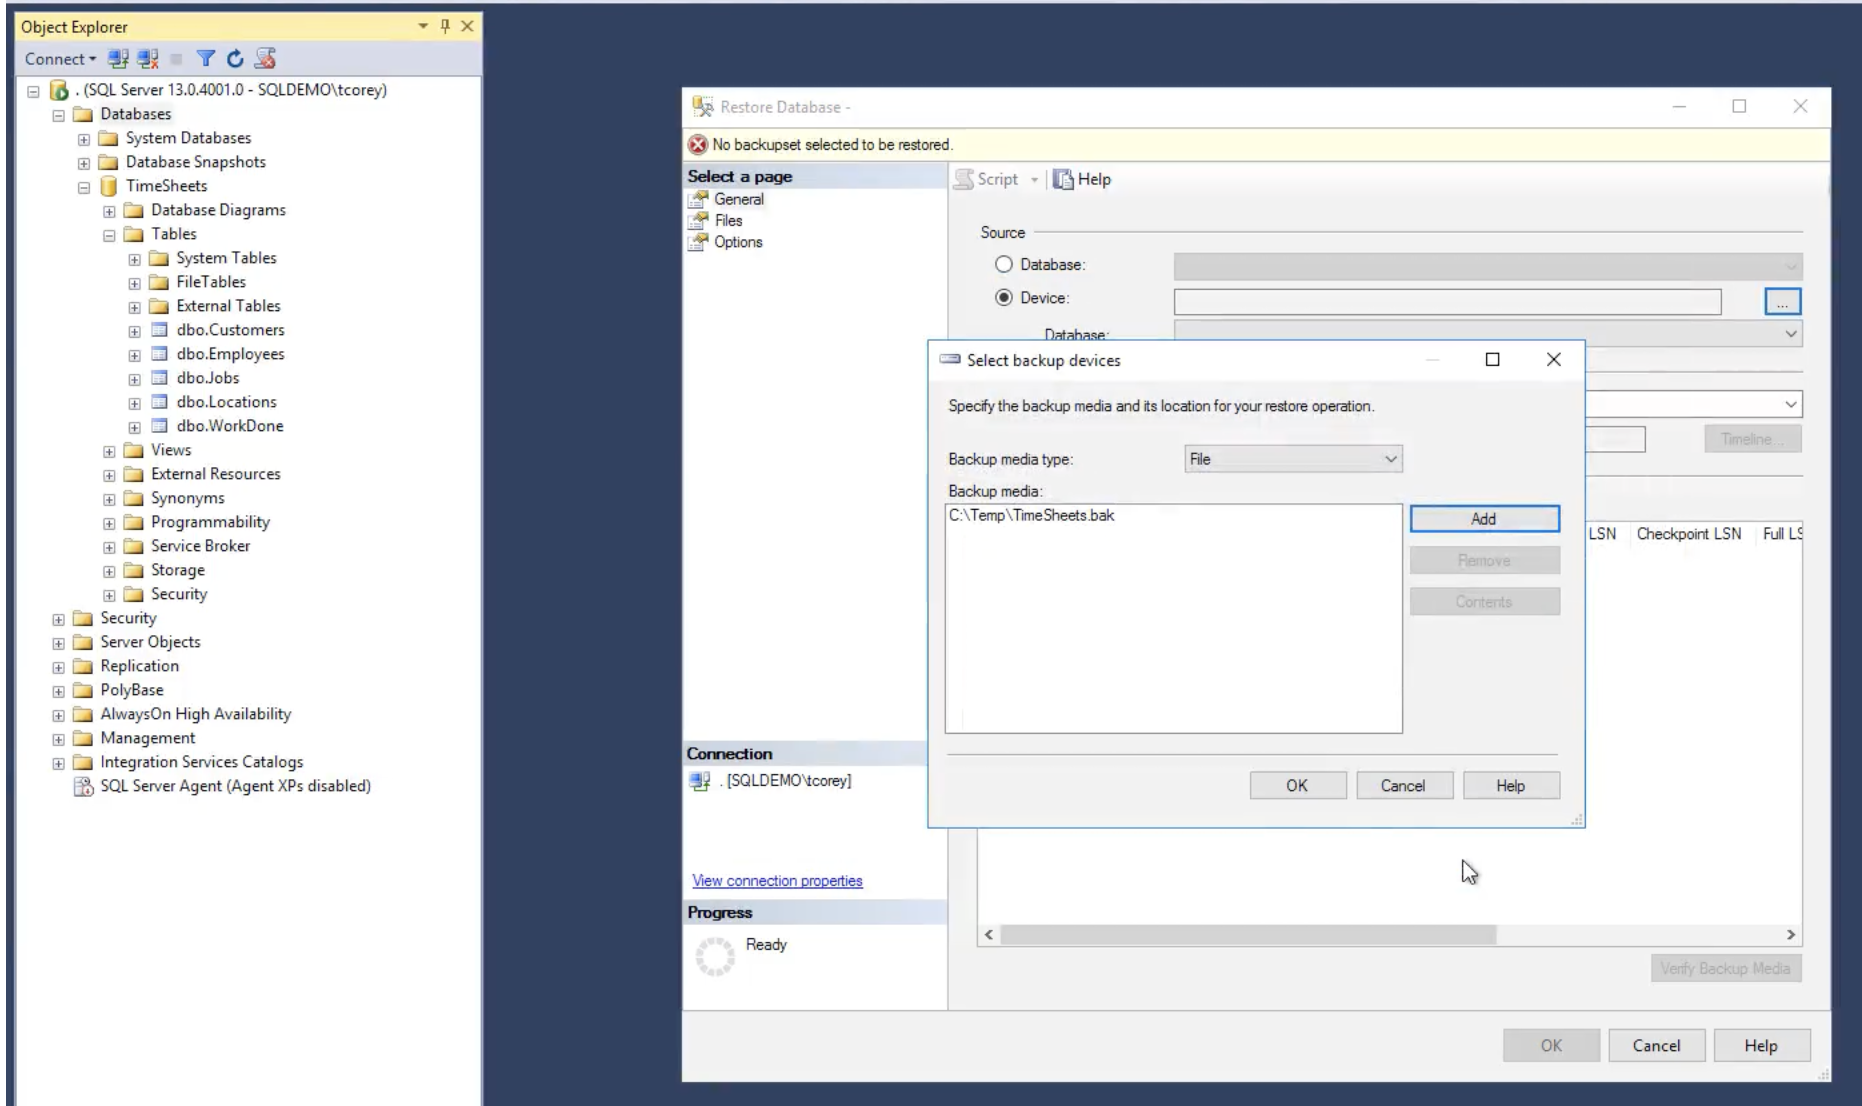 Object Explorer
Connect
. (SQL Server 13.0.4001.0 - SQLDEMO\tcorey)
Databases
System Databases
Database Snapshots
TimeSheets
Database Diagrams
Tables
System Tables
FileTables
External Tables
dbo.Customers
dbo.Employees
dbo.Jobs
dbo.Locations
dbo.WorkDone
Views
External Resources
Synonyms
Programmability
Service Broker
Storage
Security
Security
Server Objects
Replication
PolyBase
AlwaysOn High Availability
Management
Integration Services Catalogs
SQL Server Agent (Agent XPs disabled)
Restore Database -
No backupset selected to be restored.
Select a page
General
Files
Options
Script
Help
Source
Database:
Device:
...
Database:
Timeline...
LSN Checkpoint LSN Full LS
Select backup devices
Specify the backup media and its location for your restore operation.
Backup media type:
File
Backup media:
C:\Temp\TimeSheets.bak
Add
Remove
Contents
OK
Cancel
Help
Connection
. [SQLDEMO\tcorey]
View connection properties
Progress
Ready
Verify Backup Media
OK
Cancel
Help